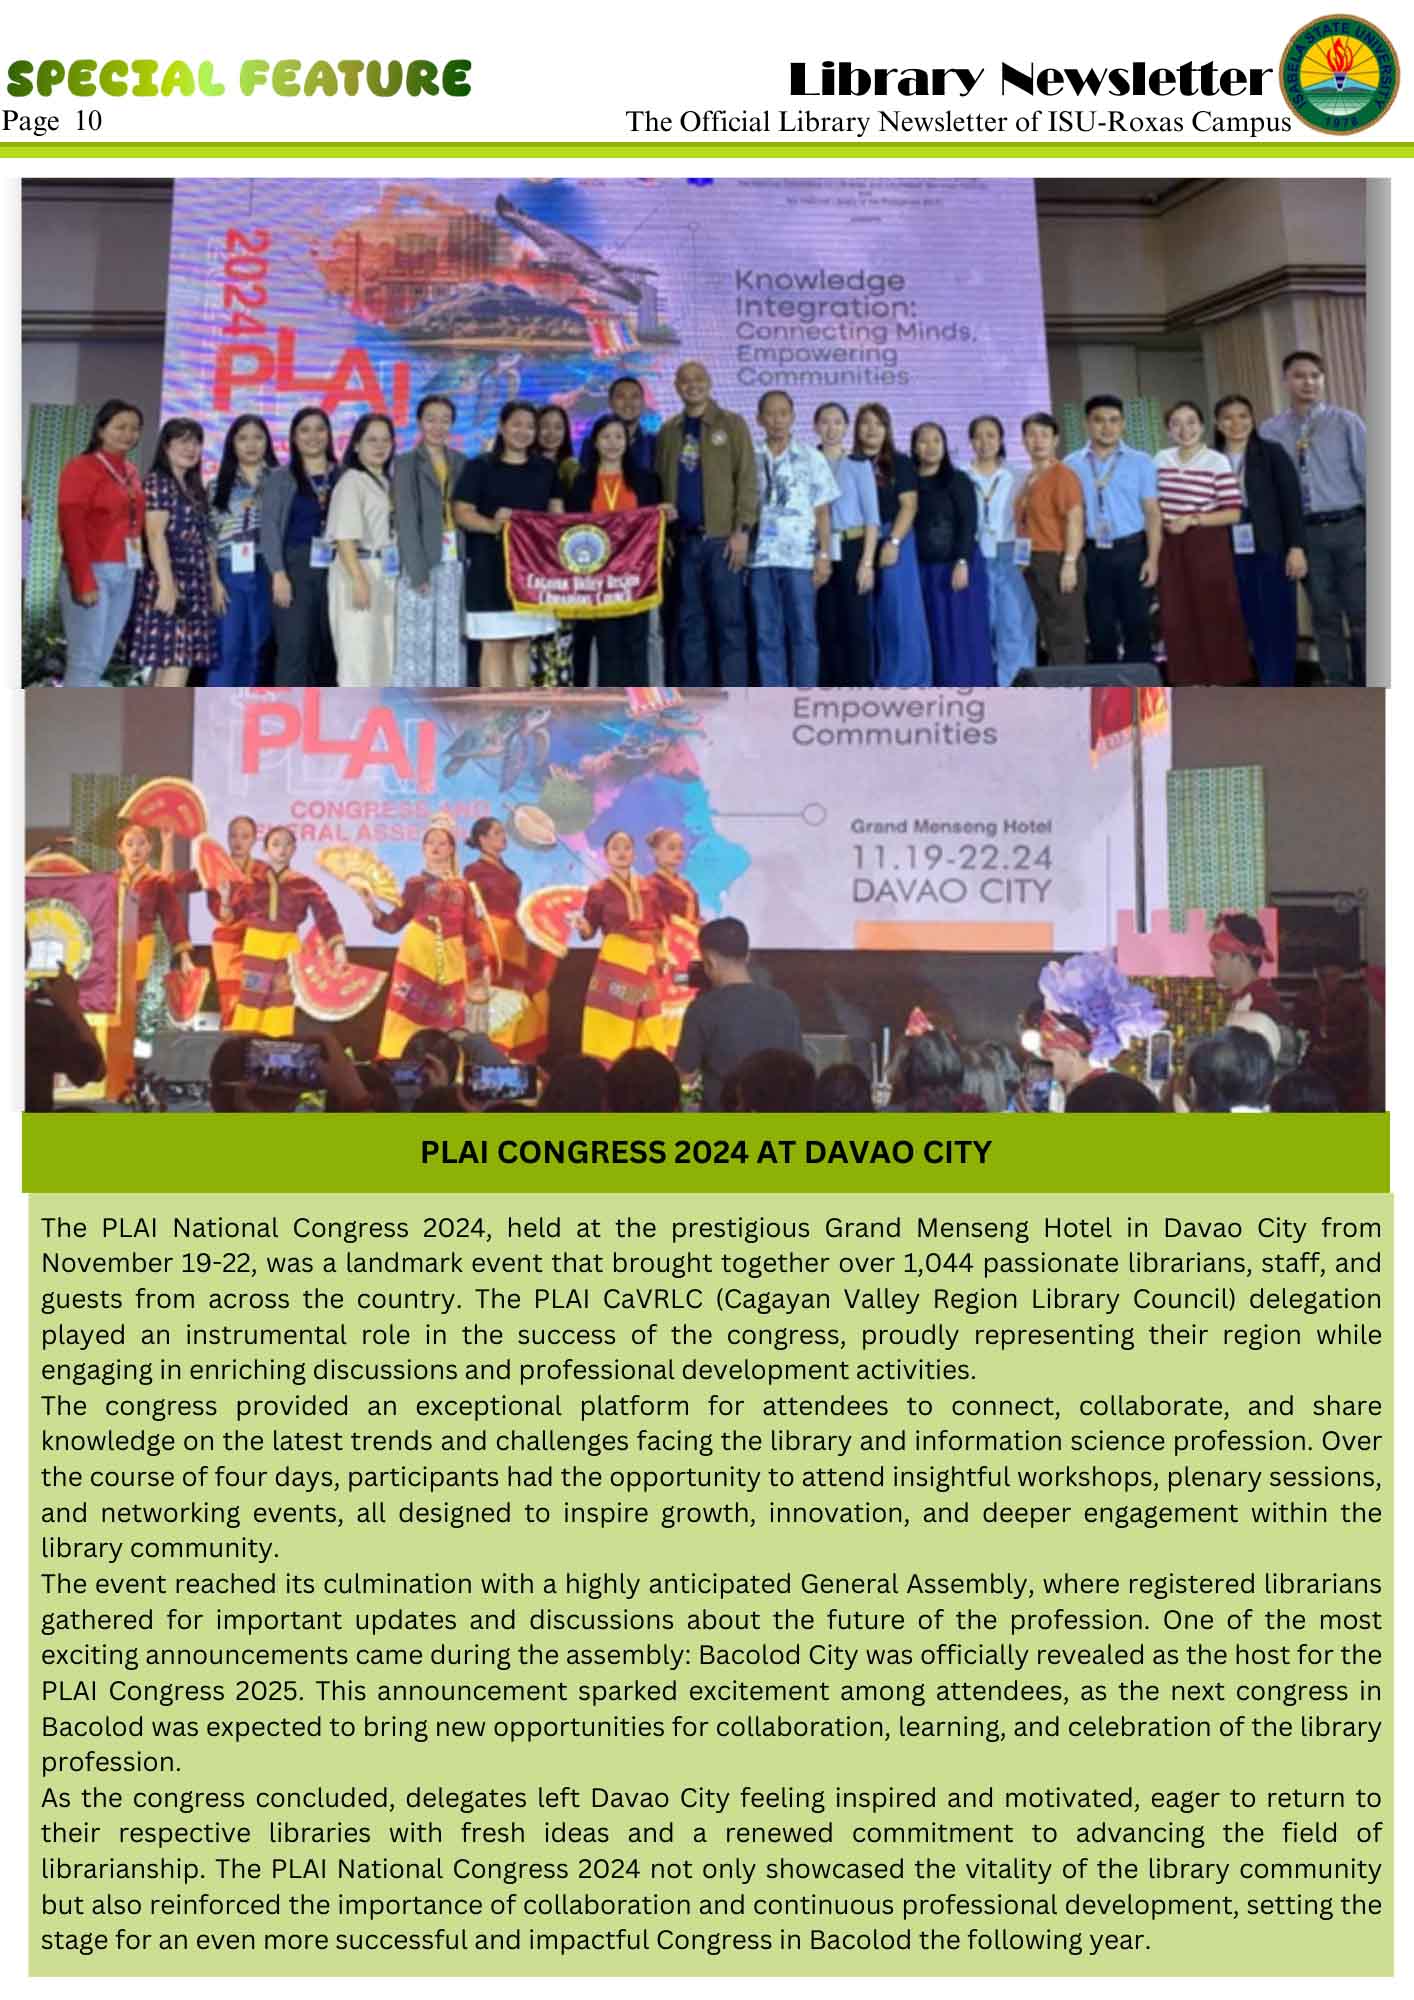 SPECIAL FEATURE
Library Newsletter
Page 10
The Official Library Newsletter of ISU-Roxas Campus
ISABELA STATE UNIVERSITY
1978
2024
PLAI
Knowledge
Integration:
Connecting Minds,
Empowering
Communities
Cagayan Valley Region
Librarians Council
PLAI
CONGRESS AND
Empowering
Communities
Grand Menseng Hotel
11.19-22.24
DAVAO CITY
PLAI CONGRESS 2024 AT DAVAO CITY
The PLAI National Congress 2024, held at the prestigious Grand Menseng Hotel in Davao City from
November 19-22, was a landmark event that brought together over 1,044 passionate librarians, staff, and
guests from across the country. The PLAI CaVRLC (Cagayan Valley Region Library Council) delegation
played an instrumental role in the success of the congress, proudly representing their region while
engaging in enriching discussions and professional development activities.
The congress provided an exceptional platform for attendees to connect, collaborate, and share
knowledge on the latest trends and challenges facing the library and information science profession. Over
the course of four days, participants had the opportunity to attend insightful workshops, plenary sessions,
and networking events, all designed to inspire growth, innovation, and deeper engagement within the
library community.
The event reached its culmination with a highly anticipated General Assembly, where registered librarians
gathered for important updates and discussions about the future of the profession. One of the most
exciting announcements came during the assembly: Bacolod City was officially revealed as the host for the
PLAI Congress 2025. This announcement sparked excitement among attendees, as the next congress in
Bacolod was expected to bring new opportunities for collaboration, learning, and celebration of the library
profession.
As the congress concluded, delegates left Davao City feeling inspired and motivated, eager to return to
their respective libraries with fresh ideas and a renewed commitment to advancing the field of
librarianship. The PLAI National Congress 2024 not only showcased the vitality of the library community
but also reinforced the importance of collaboration and continuous professional development, setting the
stage for an even more successful and impactful Congress in Bacolod the following year.